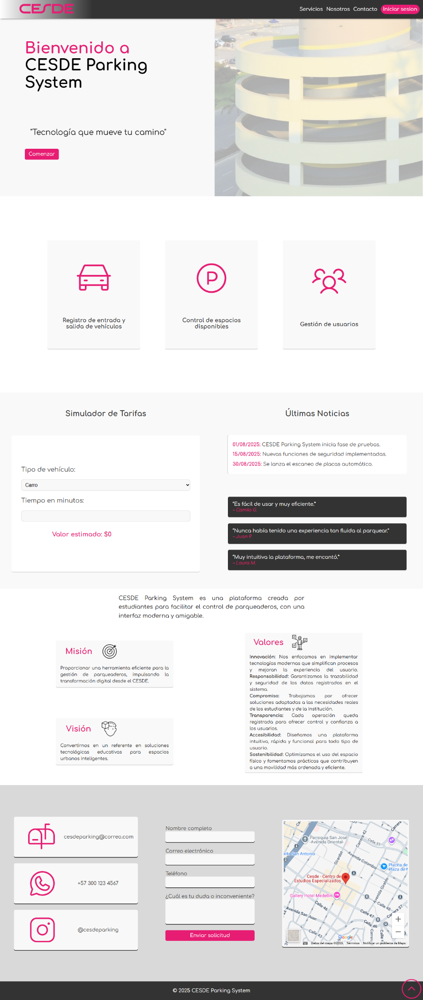 CESDE
Servicios Nosotros Contacto Iniciar sesion
Bienvenido a
CESDE Parking
System
"Tecnología que mueve tu camino"
Comenzar
Registro de entrada y
salida de vehículos
Control de espacios
disponibles
Gestión de usuarios
Simulador de Tarifas
Tipo de vehículo:
Carro
Tiempo en minutos:
Valor estimado: $0
Últimas Noticias
01/08/2025: CESDE Parking System inicia fase de pruebas.
15/08/2025: Nuevas funciones de seguridad implementadas.
30/08/2025: Se lanza el escaneo de placas automático.
"Es fácil de usar y muy eficiente."
- Camila G.
"Nunca había tenido una experiencia tan fluida al parquear."
- Juan P.
"Muy intuitiva la plataforma, me encantó."
- Laura M.
CESDE Parking System es una plataforma creada por
estudiantes para facilitar el control de parqueaderos, con una
interfaz moderna y amigable.
Misión
Proporcionar una herramienta eficiente para la
gestión de parqueaderos, impulsando la
transformación digital desde el CESDE.
Visión
Convertirnos en un referente en soluciones
tecnológicas educativas para espacios
urbanos inteligentes.
Valores
Innovación: Nos enfocamos en implementar
tecnologías modernas que simplifican procesos
y mejoran la experiencia del usuario.
Responsabilidad: Garantizamos la trazabilidad
y seguridad de los datos registrados en el
sistema.
Compromiso: Trabajamos por ofrecer
soluciones adaptadas a las necesidades reales
de los estudiantes y de la institución.
Transparencia: Cada operación queda
registrada para ofrecer control y confianza a
los usuarios.
Accesibilidad: Diseñamos una plataforma
intuitiva, rápida y funcional para todo tipo de
usuario.
Sostenibilidad: Optimizamos el uso del espacio
físico y fomentamos prácticas que contribuyen
a una movilidad más ordenada y eficiente.
cesdeparking@correo.com
+57 300 123 4567
@cesdeparking
Nombre completo
Correo electrónico
Teléfono
¿Cuál es tu duda o inconveniente?
Enviar solicitud
Carrera 43
Carrera 42
Carrer
Parroquia San José
-Avenida Oriental-
Calle 52
xito San Antonio
Girardot
Avenida Colombia
Placita de
Plaza de M
Cesde - Centro de
Estudios Especializados
Avenida Giraldo
Gallery Hotel Medellin
Calle 46
Calle 48
Carrera 37
Avenida San Juan
Calle 47
Calle 46
Calle 45
Calle 44
Google
Datos del mapa ©2025 Términos Notificar un problema de Maps
© 2025 CESDE Parking System